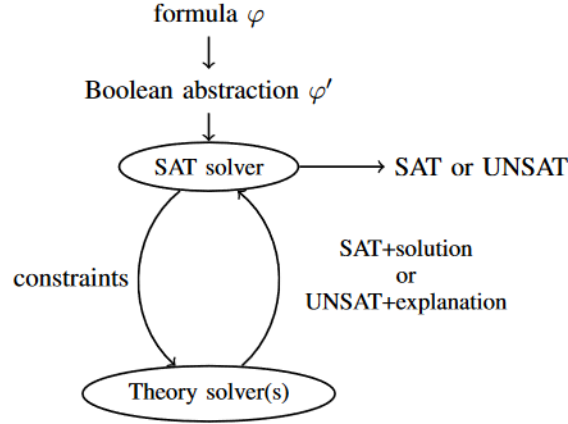 formula φ
Boolean abstraction φ′
SAT solver
SAT or UNSAT
constraints
SAT+solution
or
UNSAT+explanation
Theory solver(s)